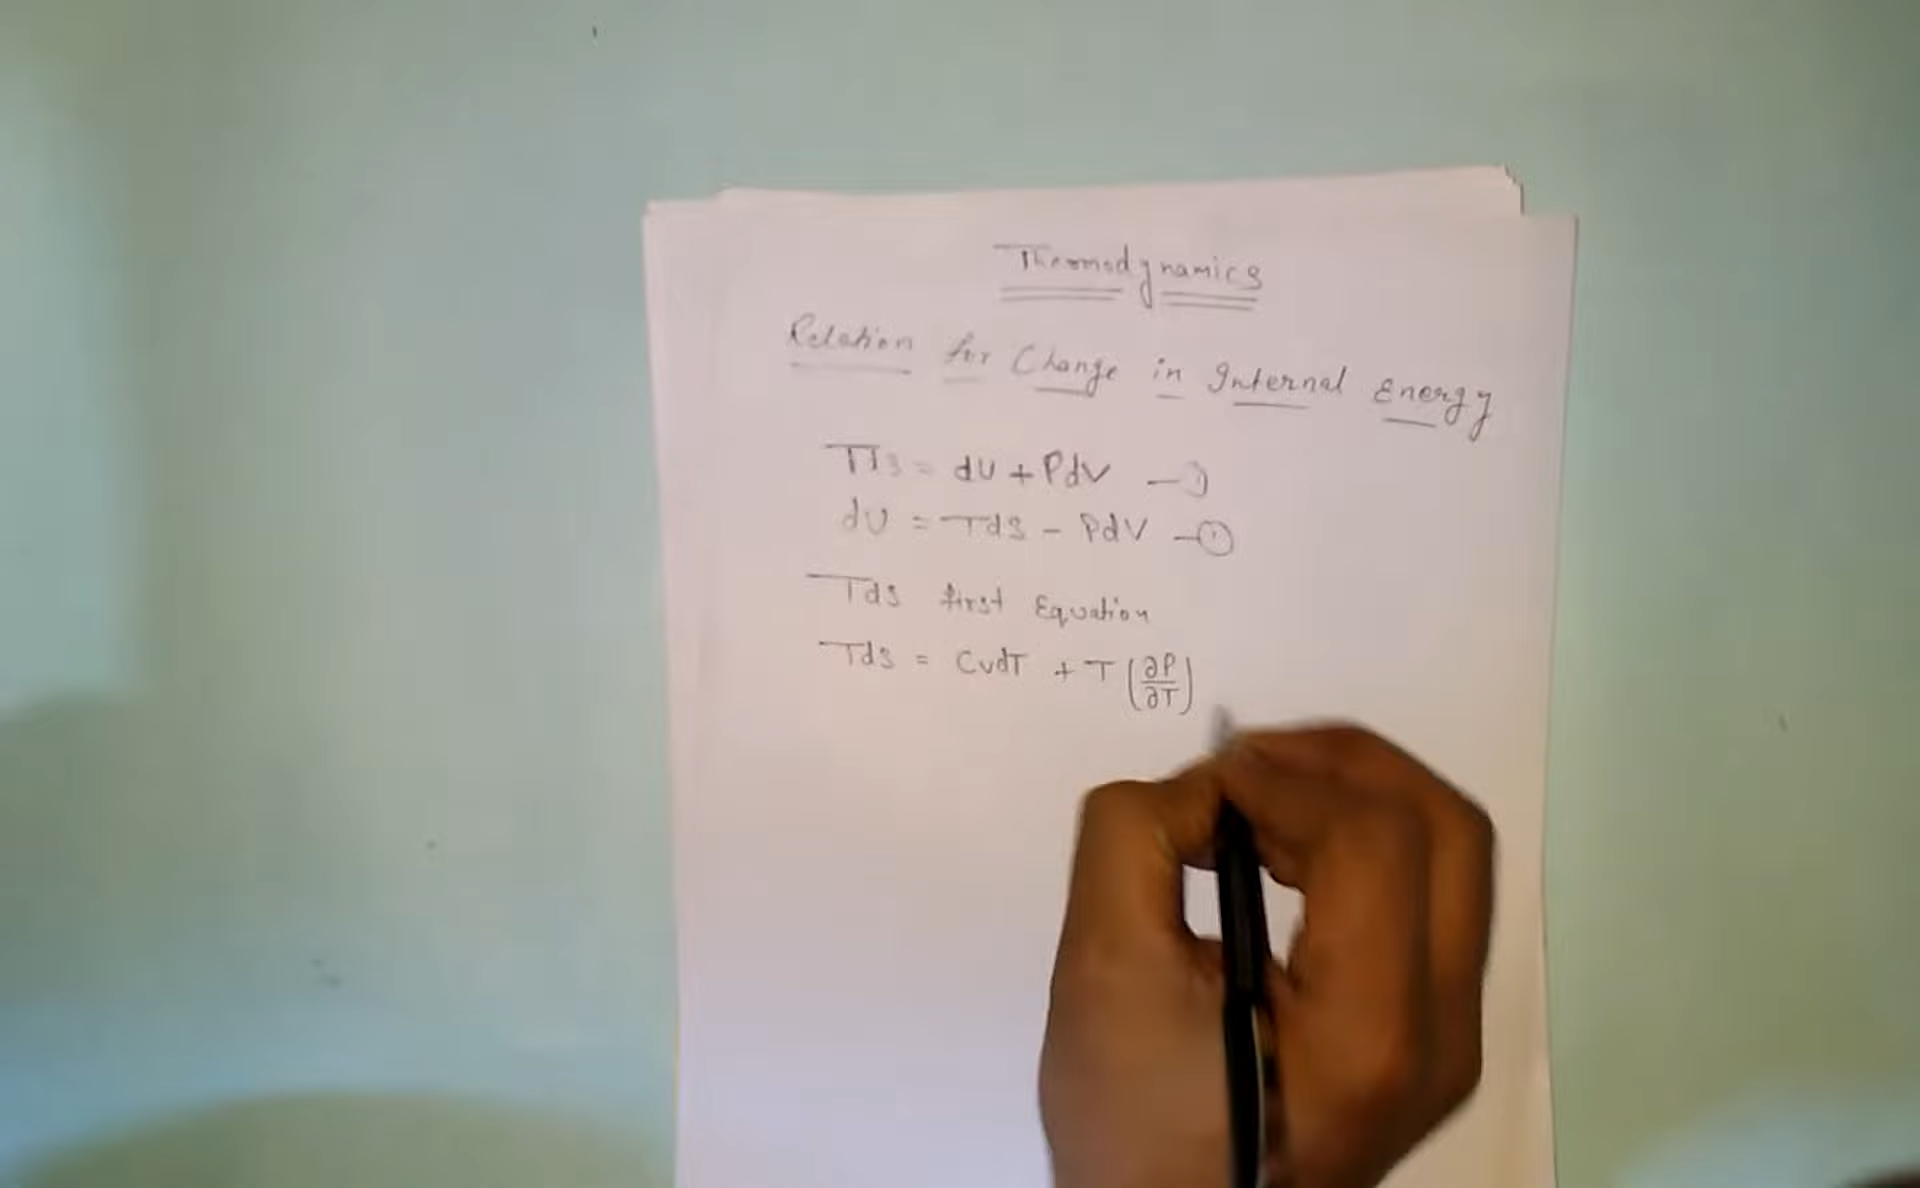 Thermodynamics
Relation for Change in Internal Energy
TdS = dU + PdV —
dU = TdS - PdV —①
Tds first Equation
Tds = CvdT + T (∂P/∂T)